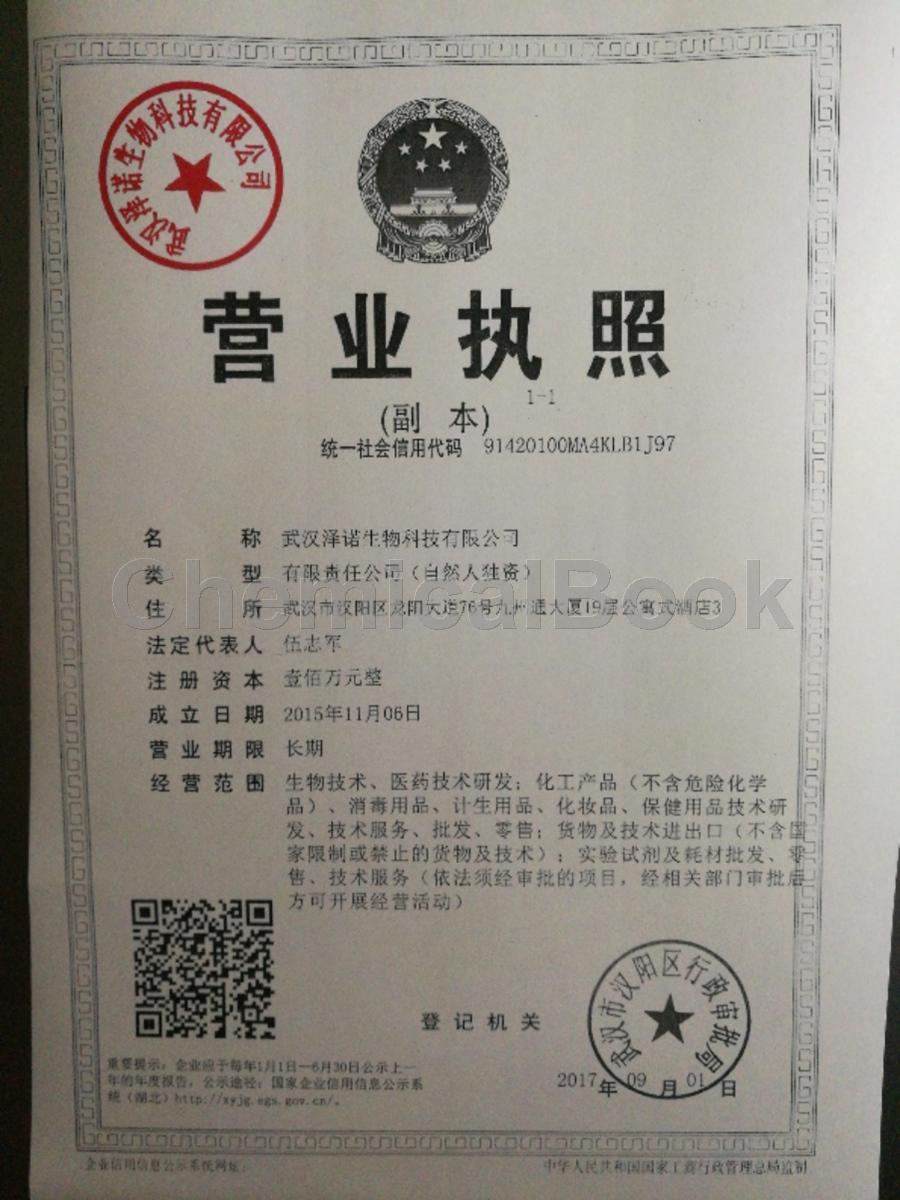 武汉泽诺生物科技有限公司
营业执照
(副 本)
1-1
统一社会信用代码 91420100MA4KLB1J97
名 称 武汉泽诺生物科技有限公司
类 型 有限责任公司(自然人独资)
ChemicalBook
住 所 武汉市汉阳区龙阳大道76号九州通大厦19层公寓式酒店3
法定代表人 伍志军
注 册 资 本 壹佰万元整
成 立 日 期 2015年11月06日
营 业 期 限 长期
经 营 范 围 生物技术、医药技术研发;化工产品(不含危险化学
品)、消毒用品、计生用品、化妆品、保健用品技术研
发、技术服务、批发、零售;货物及技术进出口(不含国
家限制或禁止的货物及技术);实验试剂及耗材批发、零
售、技术服务(依法须经审批的项目,经相关部门审批后
方可开展经营活动)
登 记 机 关
武汉市汉阳区行政审批局
2017年 09 月 01 日
重要提示:企业应于每年1月1日—6月30日公示上一
年的年度报告,公示途径:国家企业信用信息公示系
统(湖北)http://xyjg.egs.gov.cn/。
企业信用信息公示系统网址:
中华人民共和国国家工商行政管理总局监制